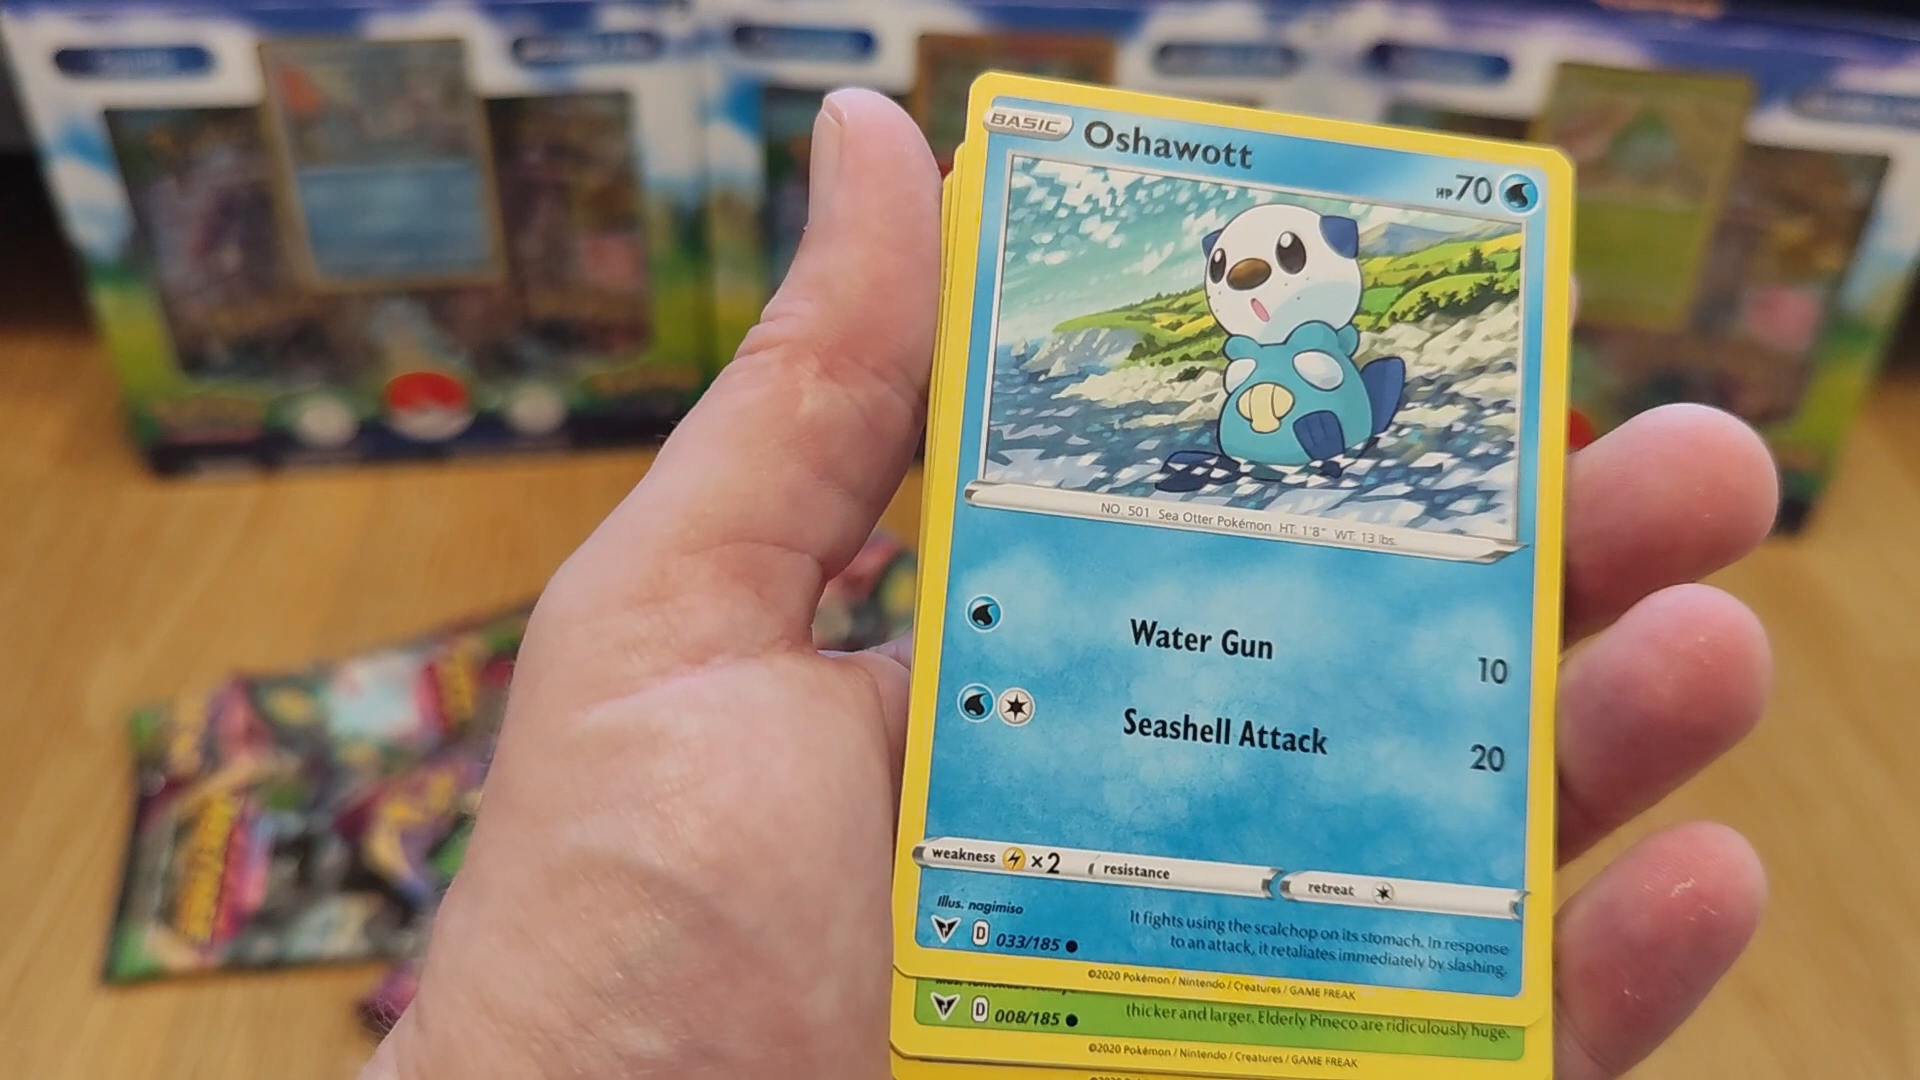 BASIC Oshawott HP 70
NO. 501 Sea Otter Pokémon HT: 1'8" WT: 13 lbs.
Water Gun 10
Seashell Attack 20
weakness ×2 resistance retreat
Illus. nagimiso
It fights using the scalchop on its stomach. In response
to an attack, it retaliates immediately by slashing.
D 033/185
©2020 Pokémon / Nintendo / Creatures / GAME FREAK
thicker and larger. Elderly Pineco are ridiculously huge.
D 008/185
©2020 Pokémon / Nintendo / Creatures / GAME FREAK